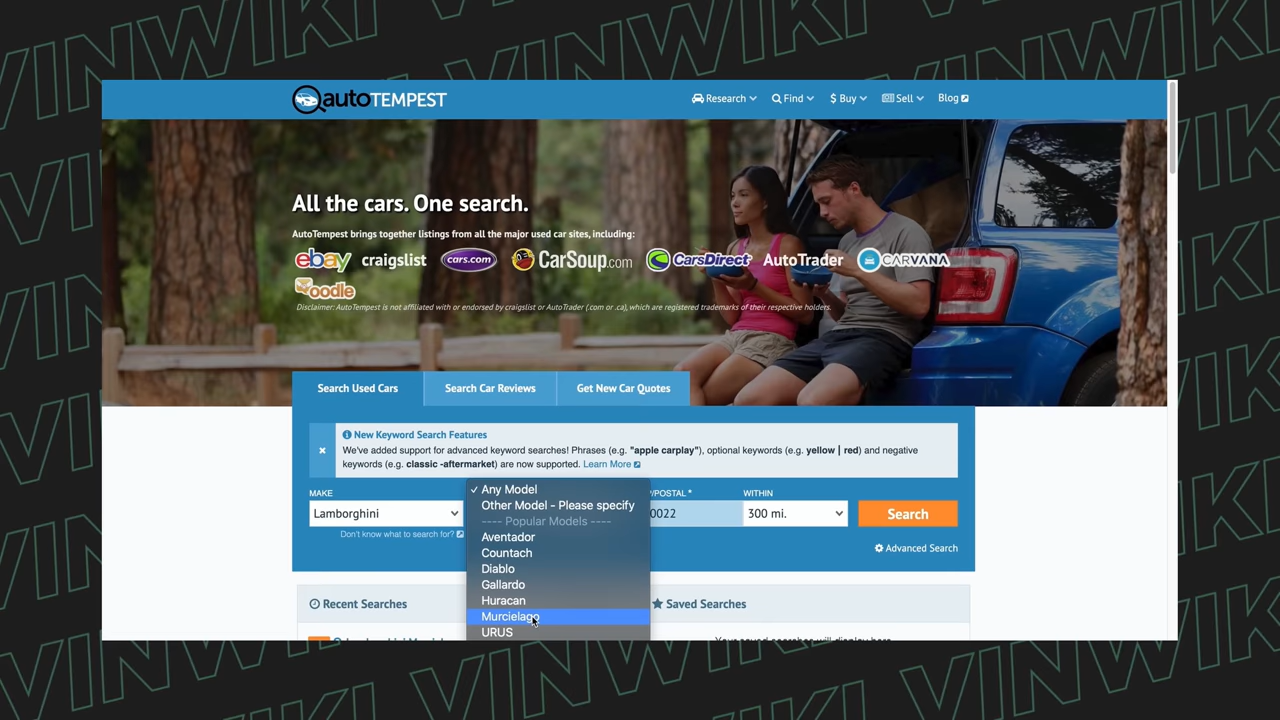 VINWIKI VINWIKI VINWIKI
autoTEMPEST
Research Find $ Buy Sell Blog
All the cars. One search.
AutoTempest brings together listings from all the major used car sites, including:
ebay craigslist cars.com CarSoup.com CarsDirect AutoTrader CARVANA
oodle
Disclaimer: AutoTempest is not affiliated with or endorsed by craigslist or AutoTrader (.com or .ca), which are registered trademarks of their respective holders.
Search Used Cars Search Car Reviews Get New Car Quotes
New Keyword Search Features
We've added support for advanced keyword searches! Phrases (e.g. "apple carplay"), optional keywords (e.g. yellow | red) and negative
keywords (e.g. classic -aftermarket) are now supported. Learn More
MAKE /POSTAL * WITHIN
Lamborghini 0022 300 mi. Search
Don't know what to search for?
Advanced Search
✓ Any Model
Other Model - Please specify
---- Popular Models ----
Aventador
Countach
Diablo
Gallardo
Huracan
Murcielago
URUS
Recent Searches Saved Searches
VINWIKI VINWIKI VINWIKI